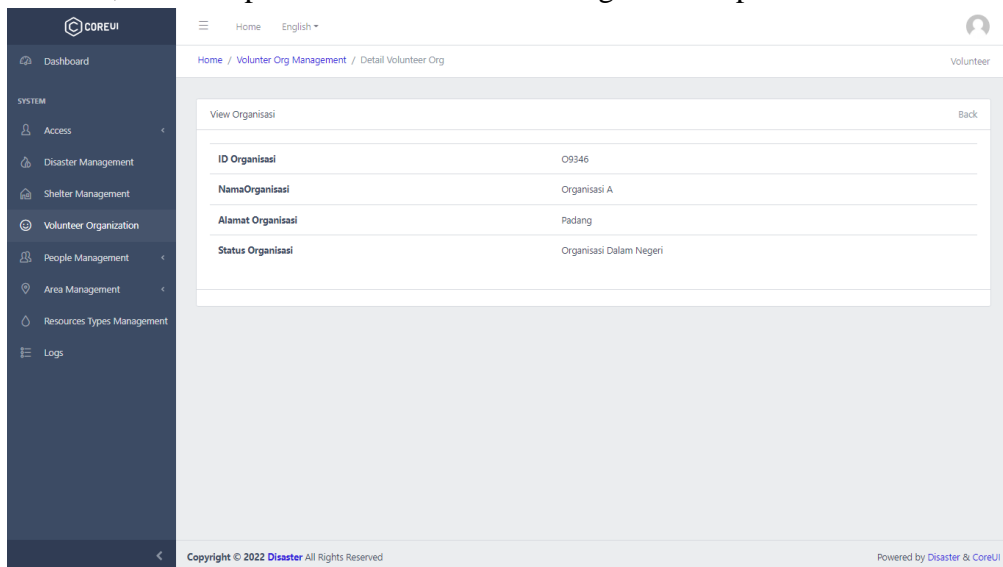 COREUI
Home English
Dashboard
Home / Volunter Org Management / Detail Volunteer Org Volunteer
SYSTEM
Access
Disaster Management
Shelter Management
Volunteer Organization
People Management
Area Management
Resources Types Management
Logs
View Organisasi Back
ID Organisasi O9346
NamaOrganisasi Organisasi A
Alamat Organisasi Padang
Status Organisasi Organisasi Dalam Negeri
Copyright © 2022 Disaster All Rights Reserved Powered by Disaster & CoreUI